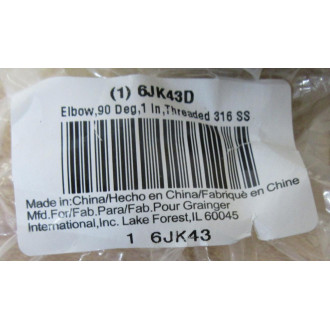 (1) 6JK43D
Elbow,90 Deg,1 In,Threaded 316 SS
Made in:China/Hecho en China/Fabriqué en Chine
Mfd.For/Fab.Para/Fab.Pour Grainger
International,Inc. Lake Forest,IL 60045
1 6JK43